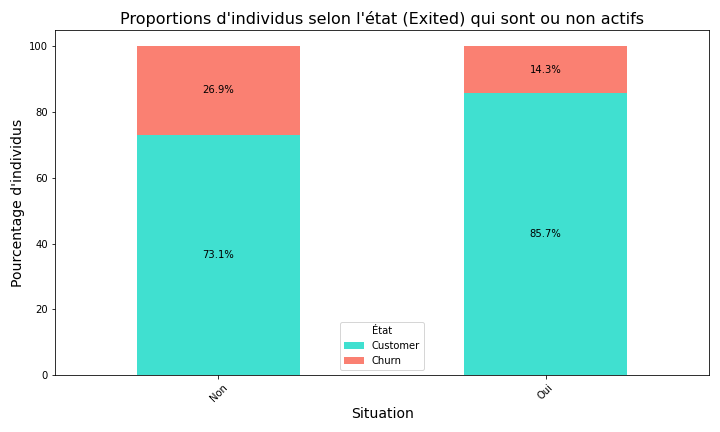 Proportions d'individus selon l'état (Exited) qui sont ou non actifs
Pourcentage d'individus
100
80
60
40
20
0
26.9%
14.3%
73.1%
85.7%
État
Customer
Churn
Non
Oui
Situation